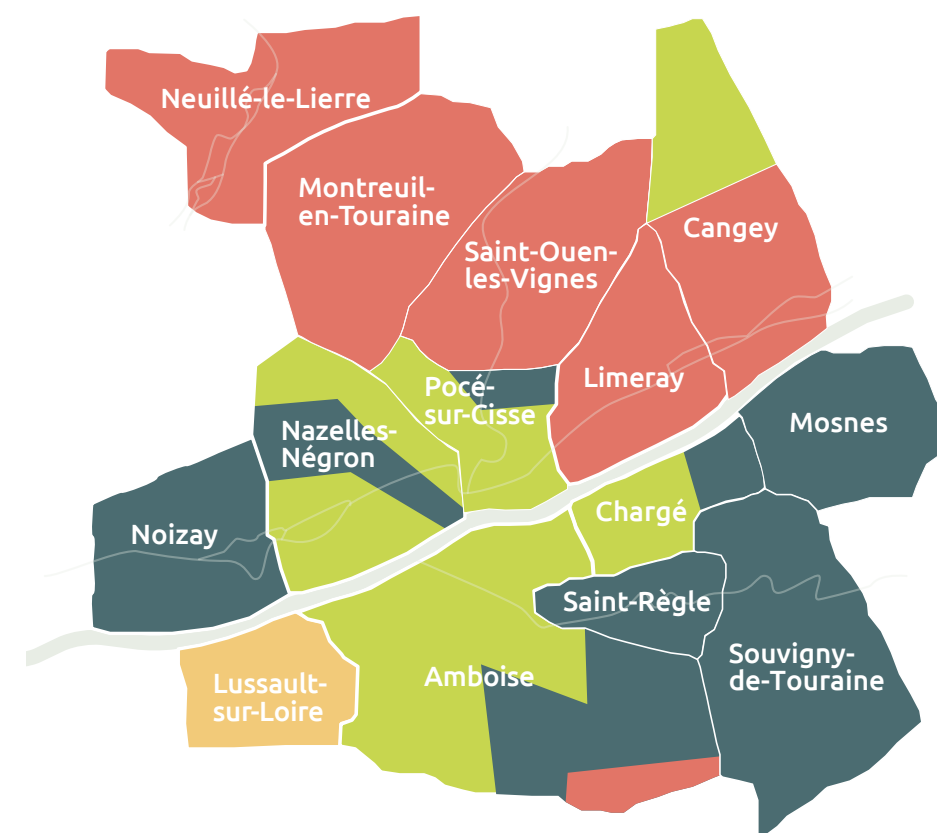 Neuillé-le-Lierre
Montreuil-
en-Touraine
Cangey
Saint-Ouen-
les-Vignes
Limeray
Pocé-
sur-Cisse
Mosnes
Nazelles-
Négron
Chargé
Noizay
Saint-Règle
Souvigny-
de-Touraine
Amboise
Lussault-
sur-Loire